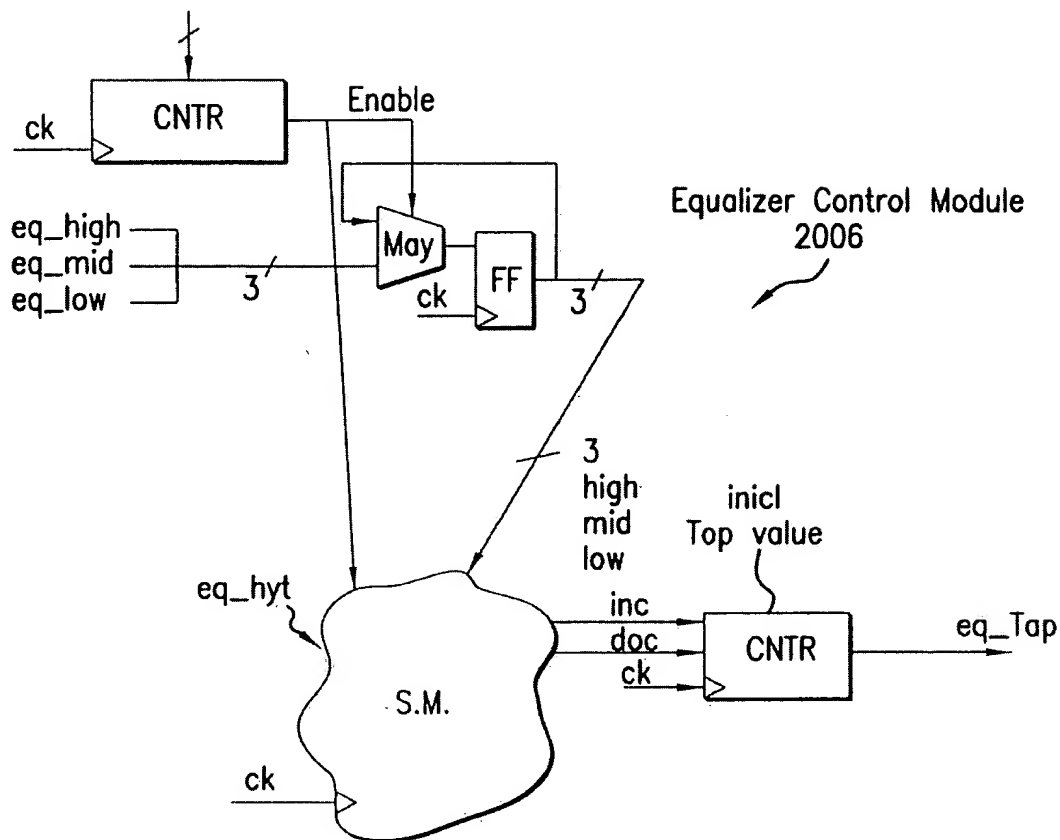 CNTR
Enable
ck
eq_high
eq_mid
eq_low
3
May
FF
ck
3
Equalizer Control Module
2006
3
high
mid
low
inicl
Top value
eq_hyt
inc
doc
ck
CNTR
eq_Tap
S.M.
ck